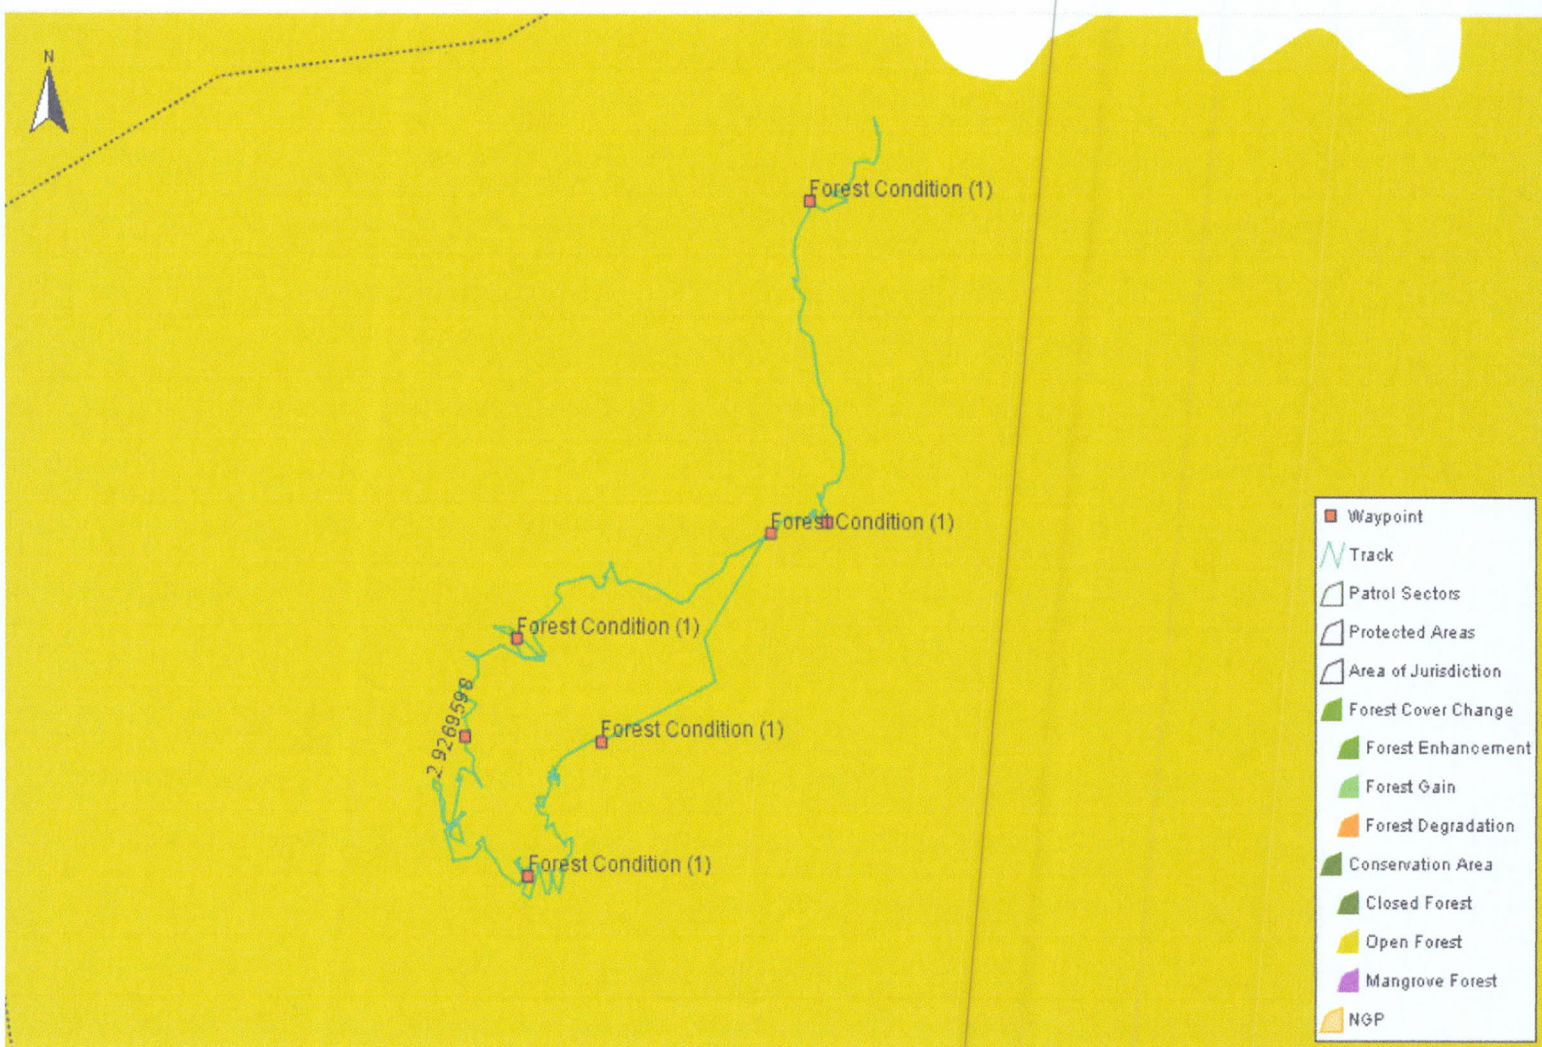 N
Forest Condition (1)
Forest Condition (1)
Forest Condition (1)
2.9269598
Forest Condition (1)
Forest Condition (1)
Waypoint
Track
Patrol Sectors
Protected Areas
Area of Jurisdiction
Forest Cover Change
Forest Enhancement
Forest Gain
Forest Degradation
Conservation Area
Closed Forest
Open Forest
Mangrove Forest
NGP